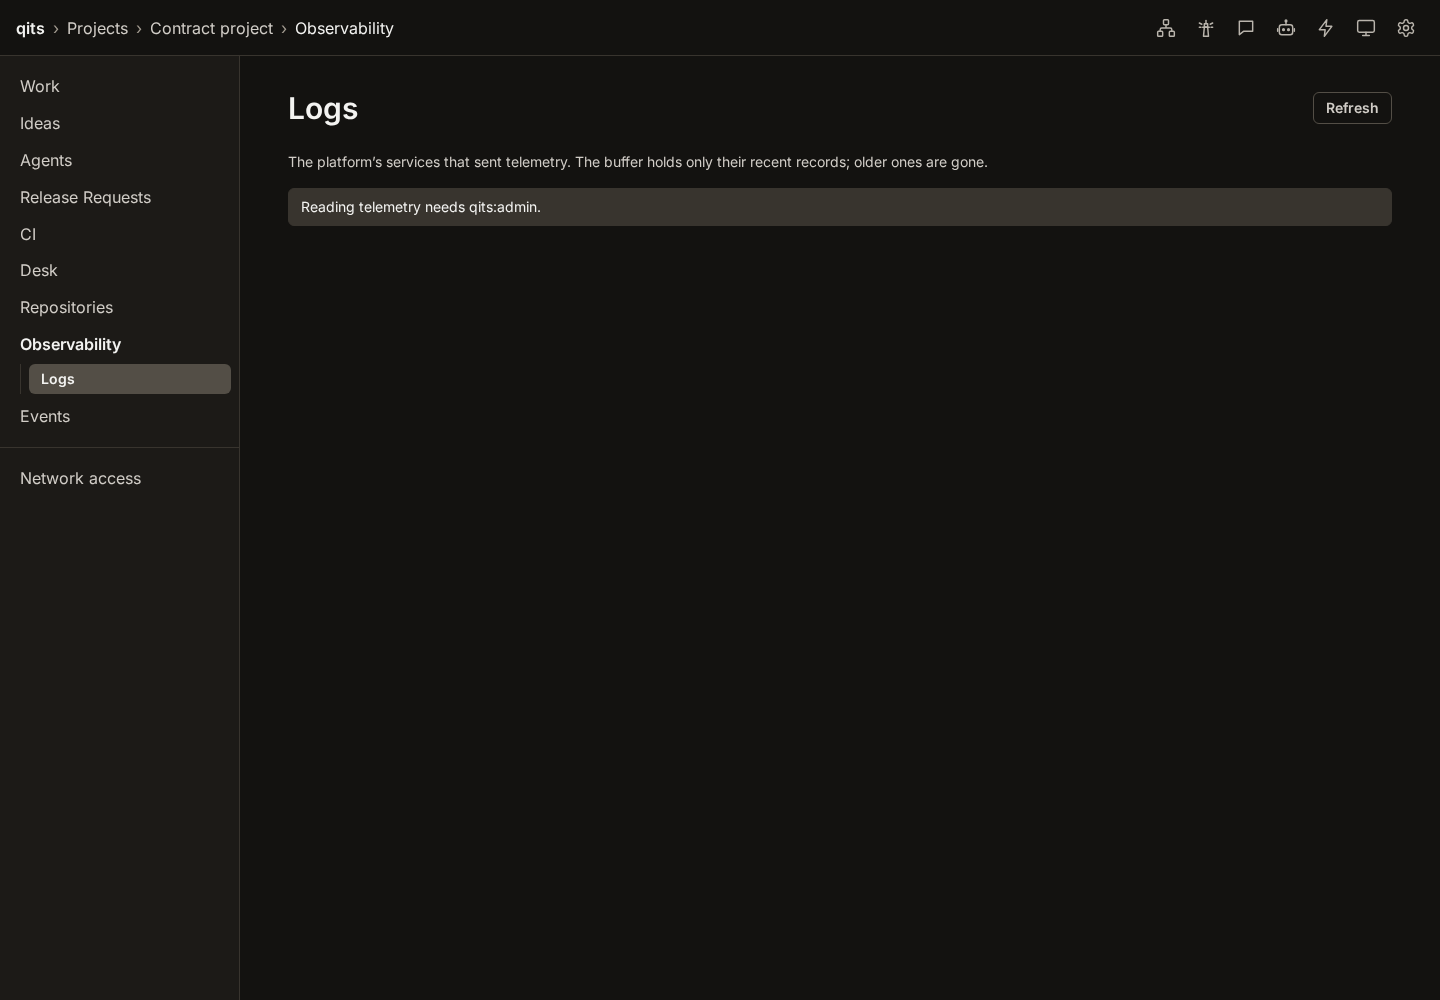 qits › Projects › Contract project › Observability
Work
Ideas
Agents
Release Requests
CI
Desk
Repositories
Observability
Logs
Events
Network access
Logs
Refresh
The platform’s services that sent telemetry. The buffer holds only their recent records; older ones are gone.
Reading telemetry needs qits:admin.